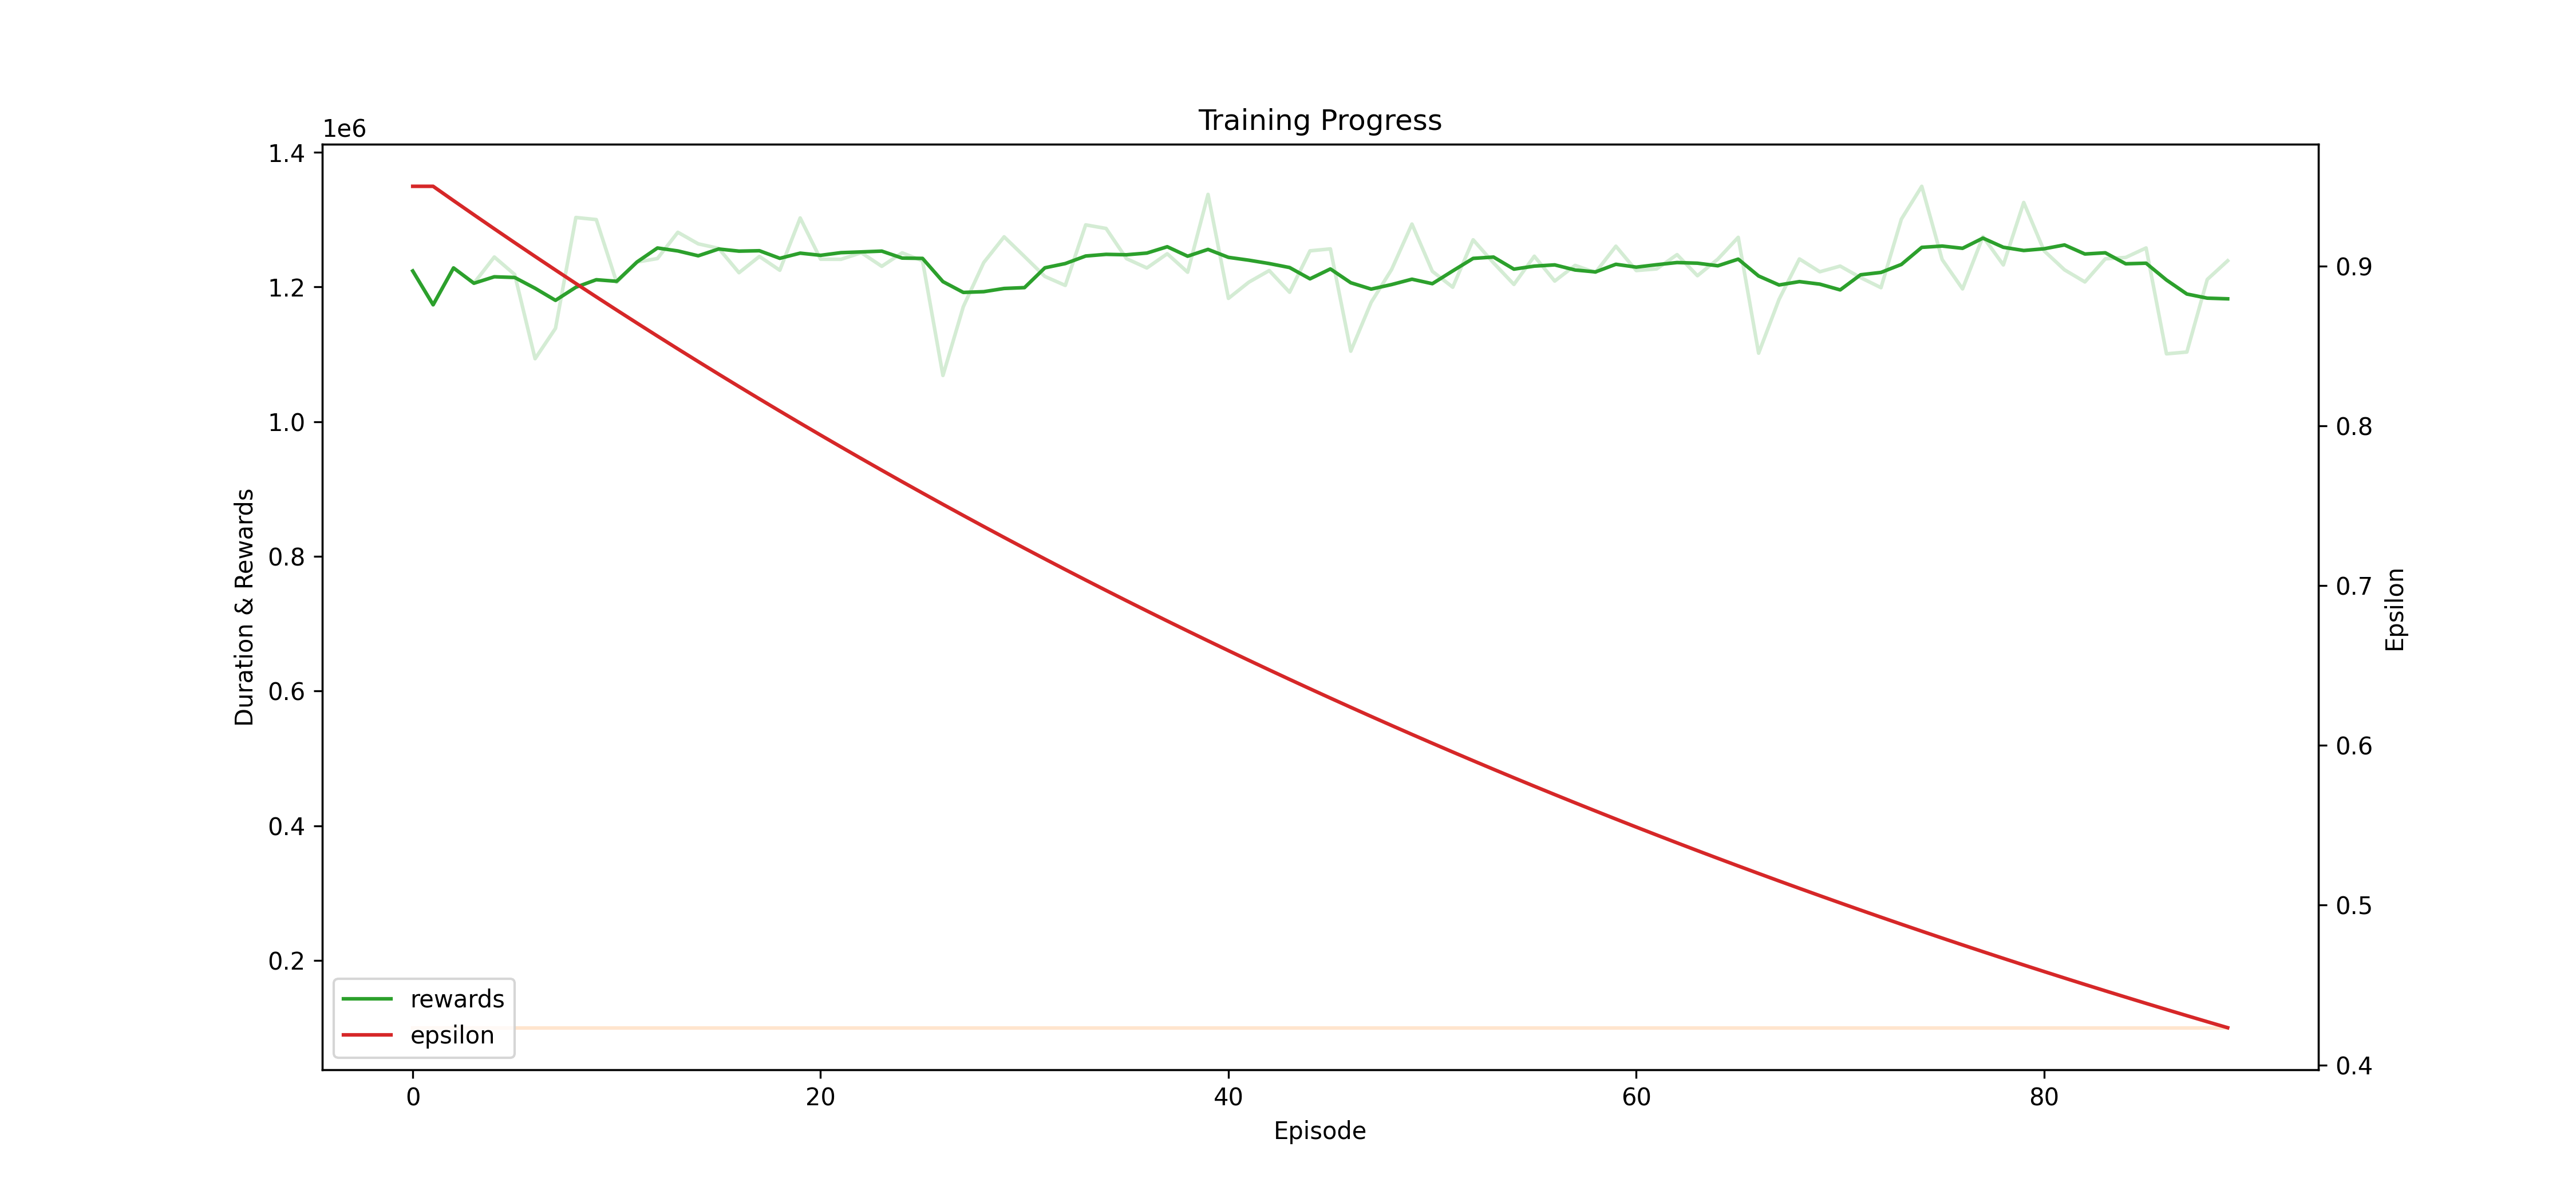 Training Progress
1e6
1.4
1.2
1.0
0.8
0.6
0.4
0.2
Duration & Rewards
0.9
0.8
0.7
0.6
0.5
0.4
Epsilon
rewards
epsilon
0 20 40 60 80
Episode